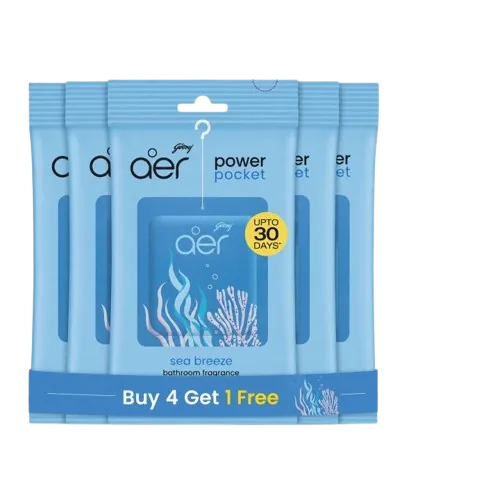 Godrej
aer
power
pocket
UPTO
30
DAYS*
Godrej
aer
sea breeze
bathroom fragrance
Buy 4 Get 1 Free